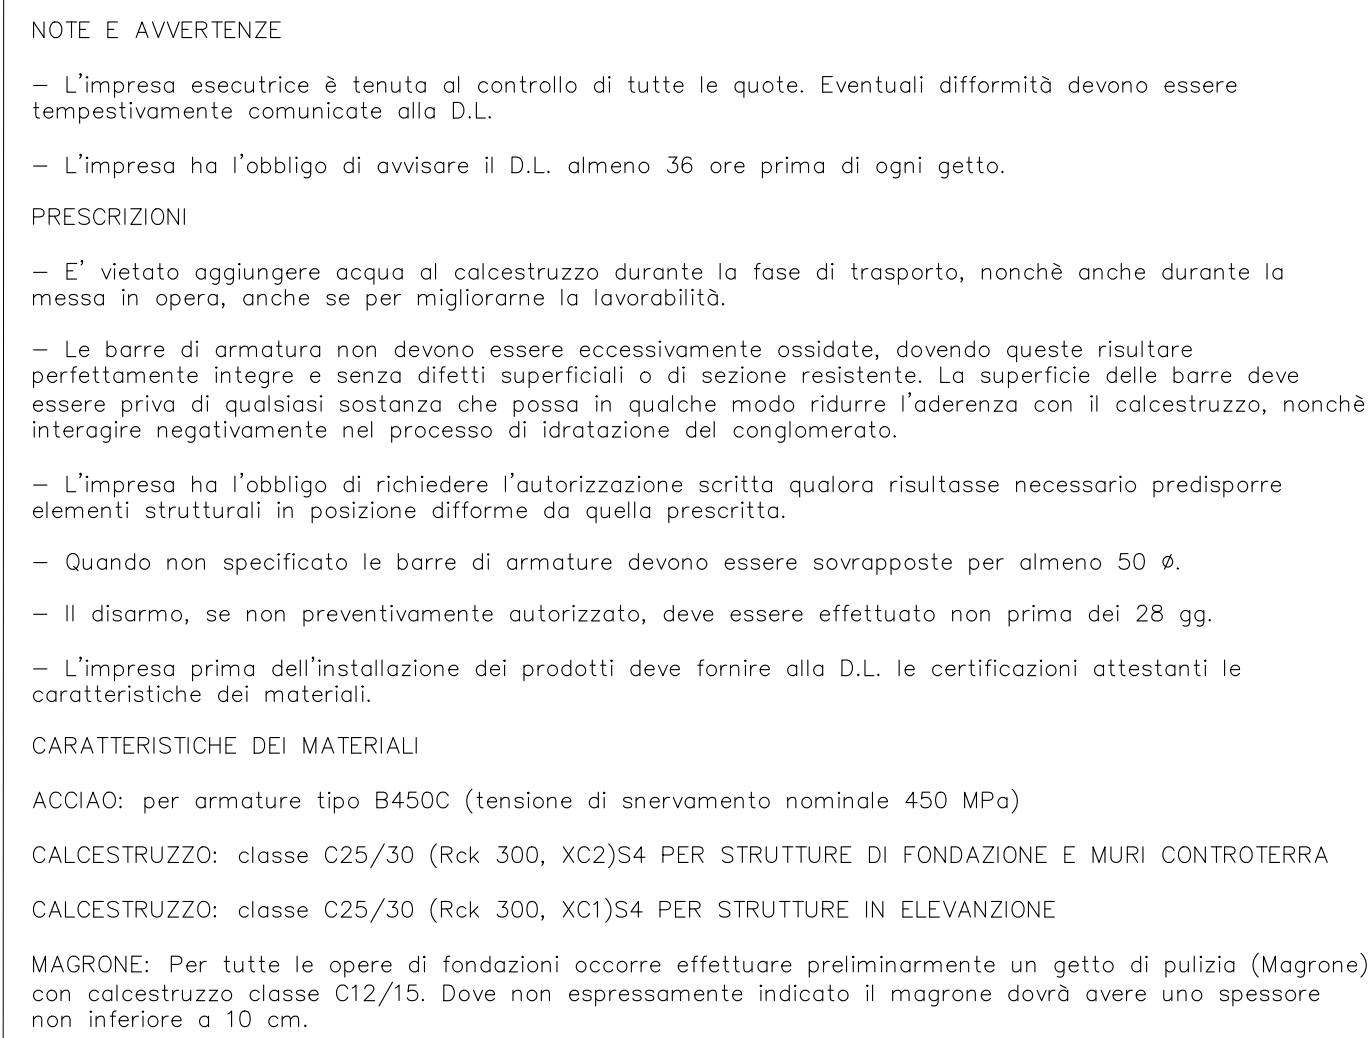 NOTE E AVVERTENZE
– L'impresa esecutrice è tenuta al controllo di tutte le quote. Eventuali difformità devono essere
tempestivamente comunicate alla D.L.
– L'impresa ha l'obbligo di avvisare il D.L. almeno 36 ore prima di ogni getto.
PRESCRIZIONI
– E' vietato aggiungere acqua al calcestruzzo durante la fase di trasporto, nonchè anche durante la
messa in opera, anche se per migliorarne la lavorabilità.
– Le barre di armatura non devono essere eccessivamente ossidate, dovendo queste risultare
perfettamente integre e senza difetti superficiali o di sezione resistente. La superficie delle barre deve
essere priva di qualsiasi sostanza che possa in qualche modo ridurre l'aderenza con il calcestruzzo, nonchè
interagire negativamente nel processo di idratazione del conglomerato.
– L'impresa ha l'obbligo di richiedere l'autorizzazione scritta qualora risultasse necessario predisporre
elementi strutturali in posizione difforme da quella prescritta.
– Quando non specificato le barre di armature devono essere sovrapposte per almeno 50 ø.
– Il disarmo, se non preventivamente autorizzato, deve essere effettuato non prima dei 28 gg.
– L'impresa prima dell'installazione dei prodotti deve fornire alla D.L. le certificazioni attestanti le
caratteristiche dei materiali.
CARATTERISTICHE DEI MATERIALI
ACCIAO: per armature tipo B450C (tensione di snervamento nominale 450 MPa)
CALCESTRUZZO: classe C25/30 (Rck 300, XC2)S4 PER STRUTTURE DI FONDAZIONE E MURI CONTROTERRA
CALCESTRUZZO: classe C25/30 (Rck 300, XC1)S4 PER STRUTTURE IN ELEVANZIONE
MAGRONE: Per tutte le opere di fondazioni occorre effettuare preliminarmente un getto di pulizia (Magrone)
con calcestruzzo classe C12/15. Dove non espressamente indicato il magrone dovrà avere uno spessore
non inferiore a 10 cm.